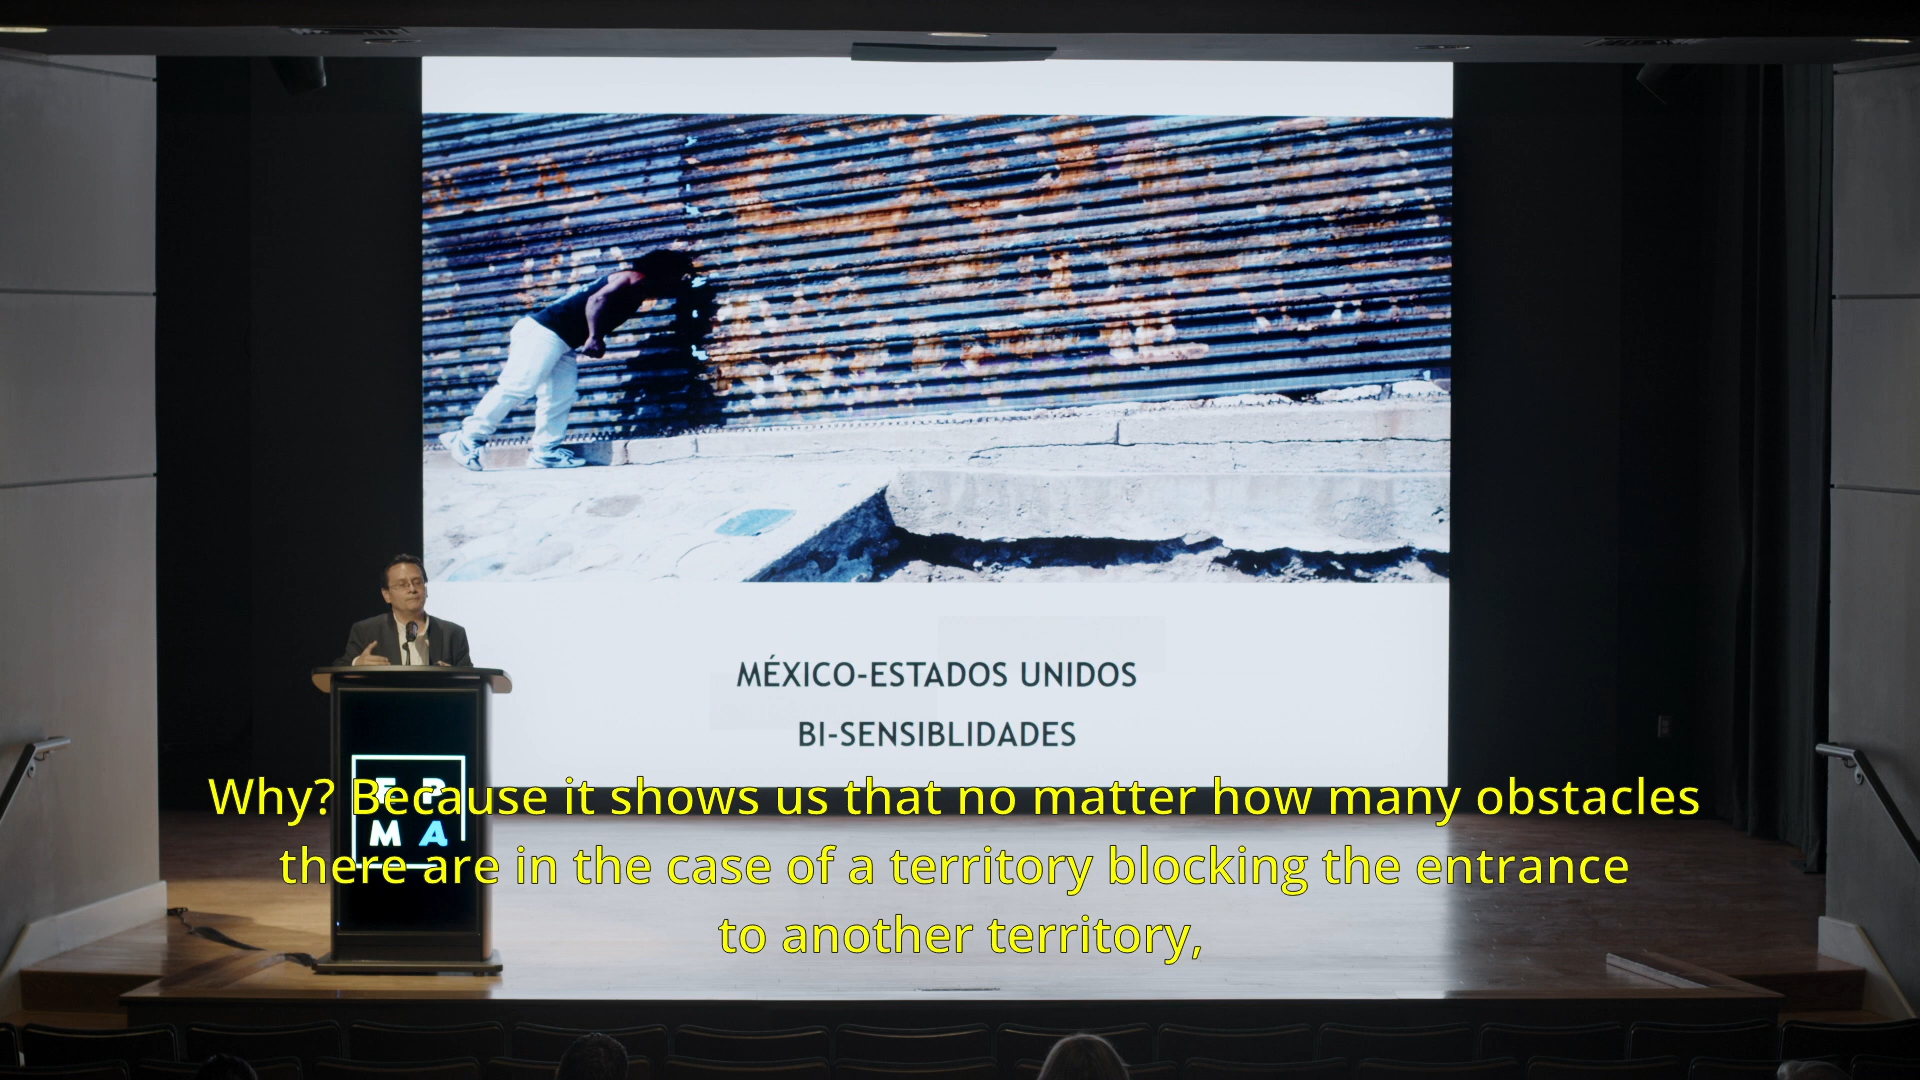 MÉXICO-ESTADOS UNIDOS
BI-SENSIBLIDADES
Why? Because it shows us that no matter how many obstacles
there are in the case of a territory blocking the entrance
to another territory,
E P
M A